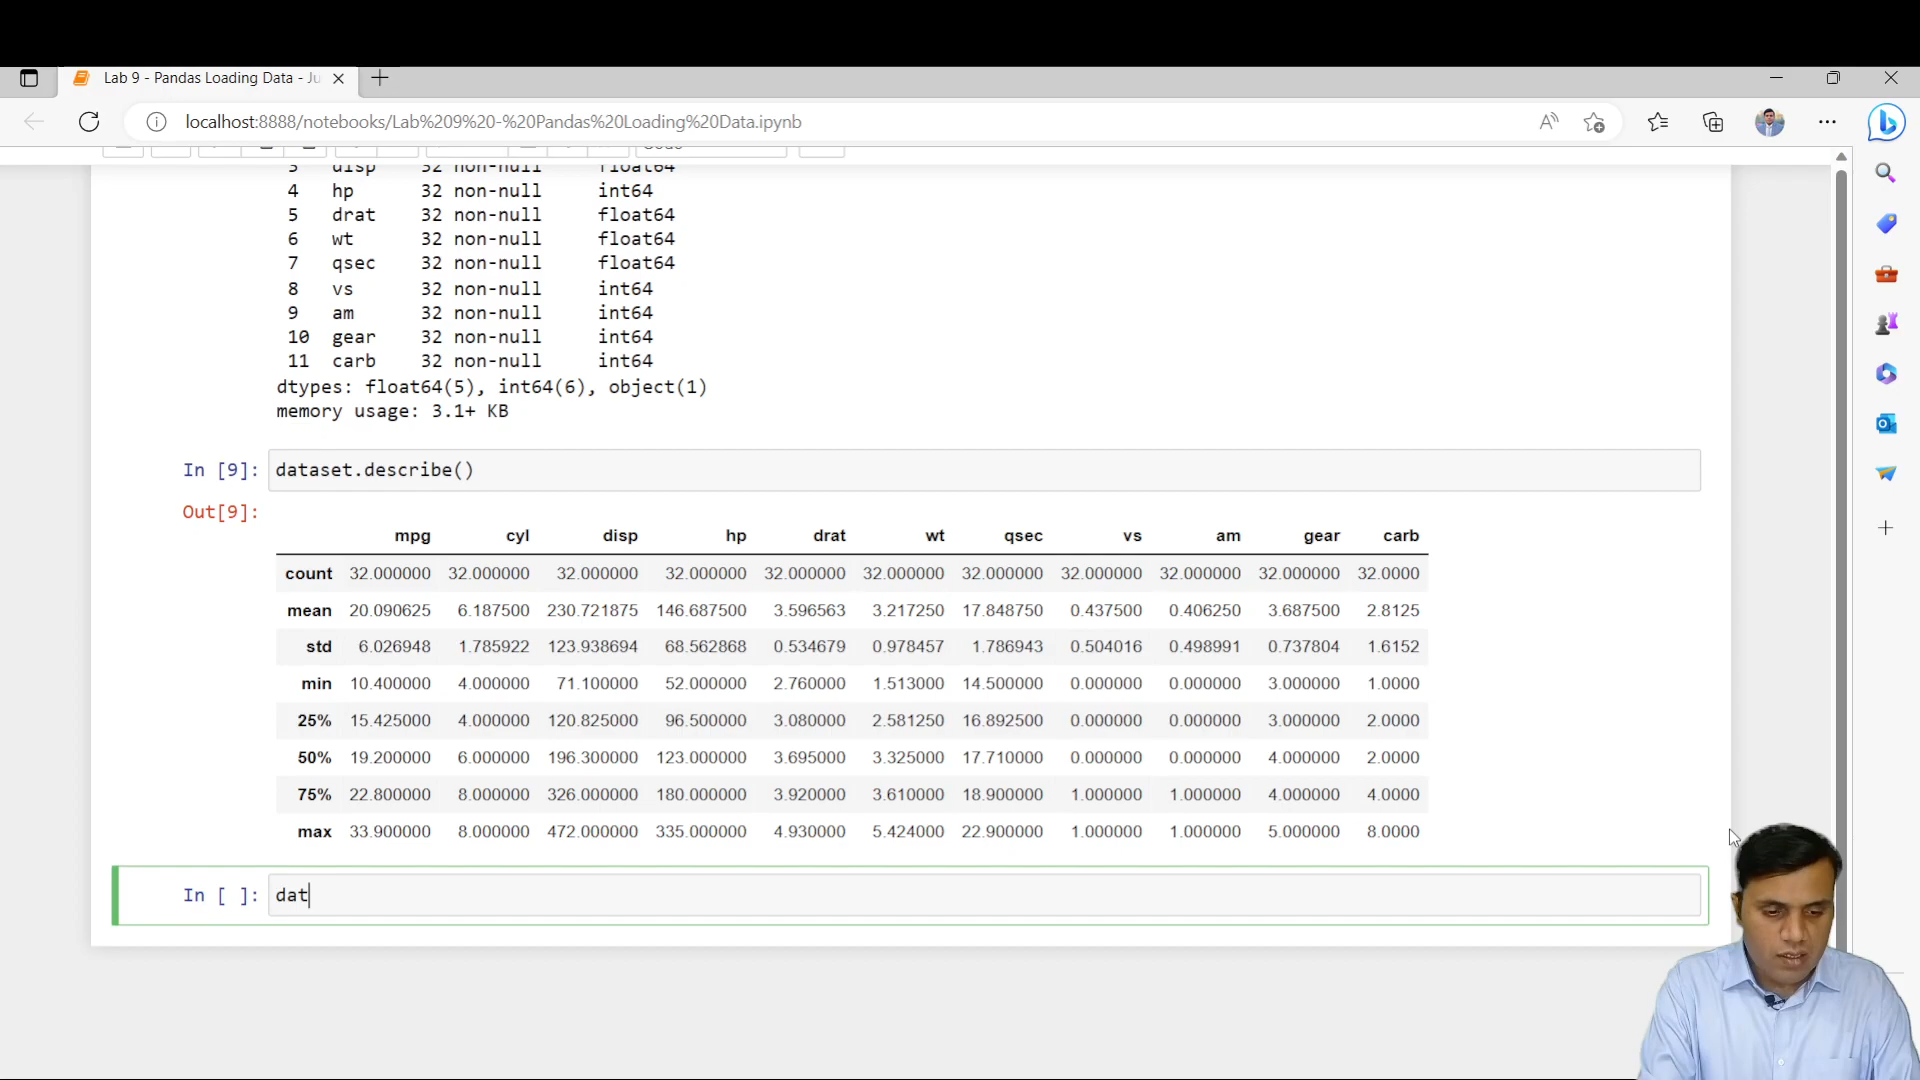 Lab 9 - Pandas Loading Data - Ju
localhost:8888/notebooks/Lab%209%20-%20Pandas%20Loading%20Data.ipynb
3 disp 32 non-null float64
4 hp 32 non-null int64
5 drat 32 non-null float64
6 wt 32 non-null float64
7 qsec 32 non-null float64
8 vs 32 non-null int64
9 am 32 non-null int64
10 gear 32 non-null int64
11 carb 32 non-null int64
dtypes: float64(5), int64(6), object(1)
memory usage: 3.1+ KB
In [9]: dataset.describe()
Out[9]:
mpg cyl disp hp drat wt qsec vs am gear carb
count 32.000000 32.000000 32.000000 32.000000 32.000000 32.000000 32.000000 32.000000 32.000000 32.000000 32.0000
mean 20.090625 6.187500 230.721875 146.687500 3.596563 3.217250 17.848750 0.437500 0.406250 3.687500 2.8125
std 6.026948 1.785922 123.938694 68.562868 0.534679 0.978457 1.786943 0.504016 0.498991 0.737804 1.6152
min 10.400000 4.000000 71.100000 52.000000 2.760000 1.513000 14.500000 0.000000 0.000000 3.000000 1.0000
25% 15.425000 4.000000 120.825000 96.500000 3.080000 2.581250 16.892500 0.000000 0.000000 3.000000 2.0000
50% 19.200000 6.000000 196.300000 123.000000 3.695000 3.325000 17.710000 0.000000 0.000000 4.000000 2.0000
75% 22.800000 8.000000 326.000000 180.000000 3.920000 3.610000 18.900000 1.000000 1.000000 4.000000 4.0000
max 33.900000 8.000000 472.000000 335.000000 4.930000 5.424000 22.900000 1.000000 1.000000 5.000000 8.0000
In [ ]: dat